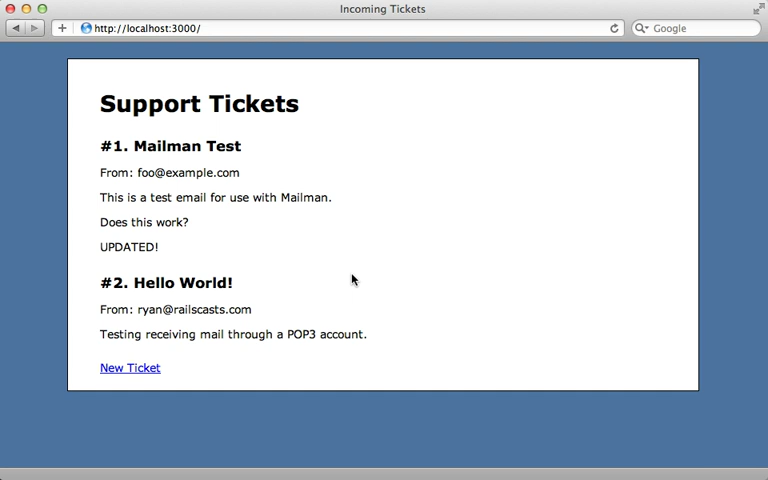 Incoming Tickets
http://localhost:3000/
Google
Support Tickets
#1. Mailman Test
From: foo@example.com
This is a test email for use with Mailman.
Does this work?
UPDATED!
#2. Hello World!
From: ryan@railscasts.com
Testing receiving mail through a POP3 account.
New Ticket